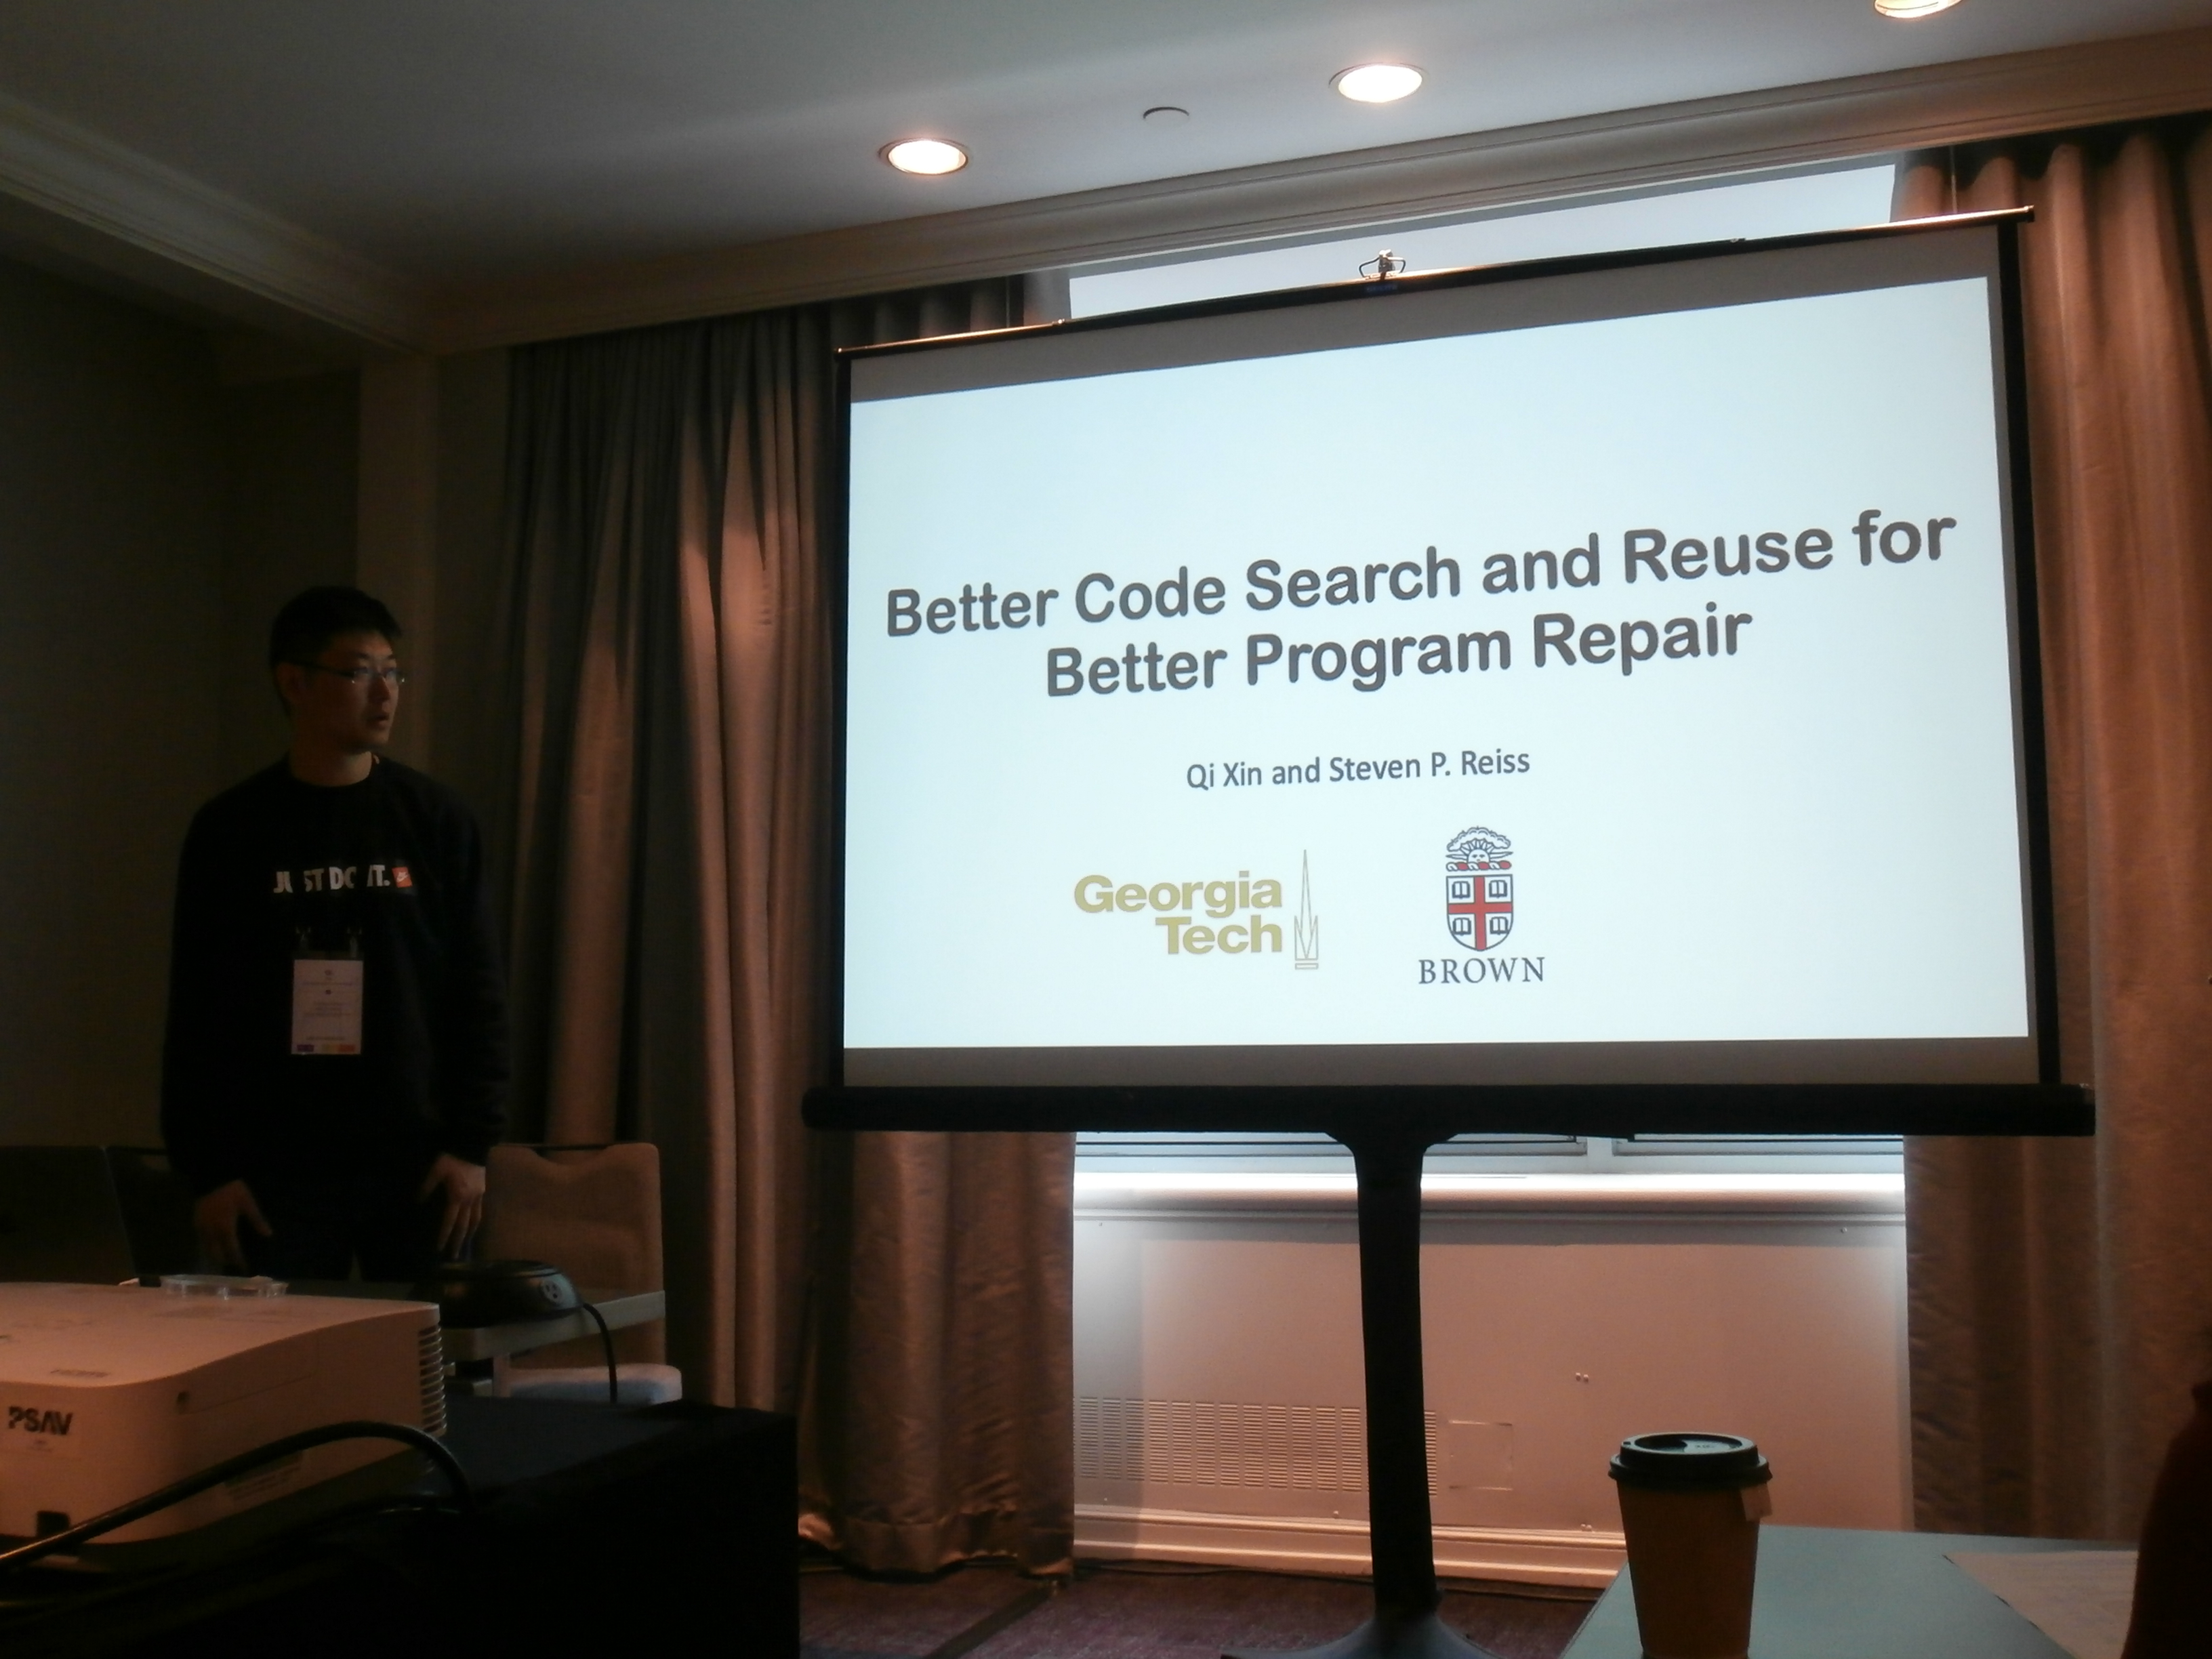 Better Code Search and Reuse for
Better Program Repair
Qi Xin and Steven P. Reiss
Georgia
Tech
BROWN
JUST DO IT.
PSAV